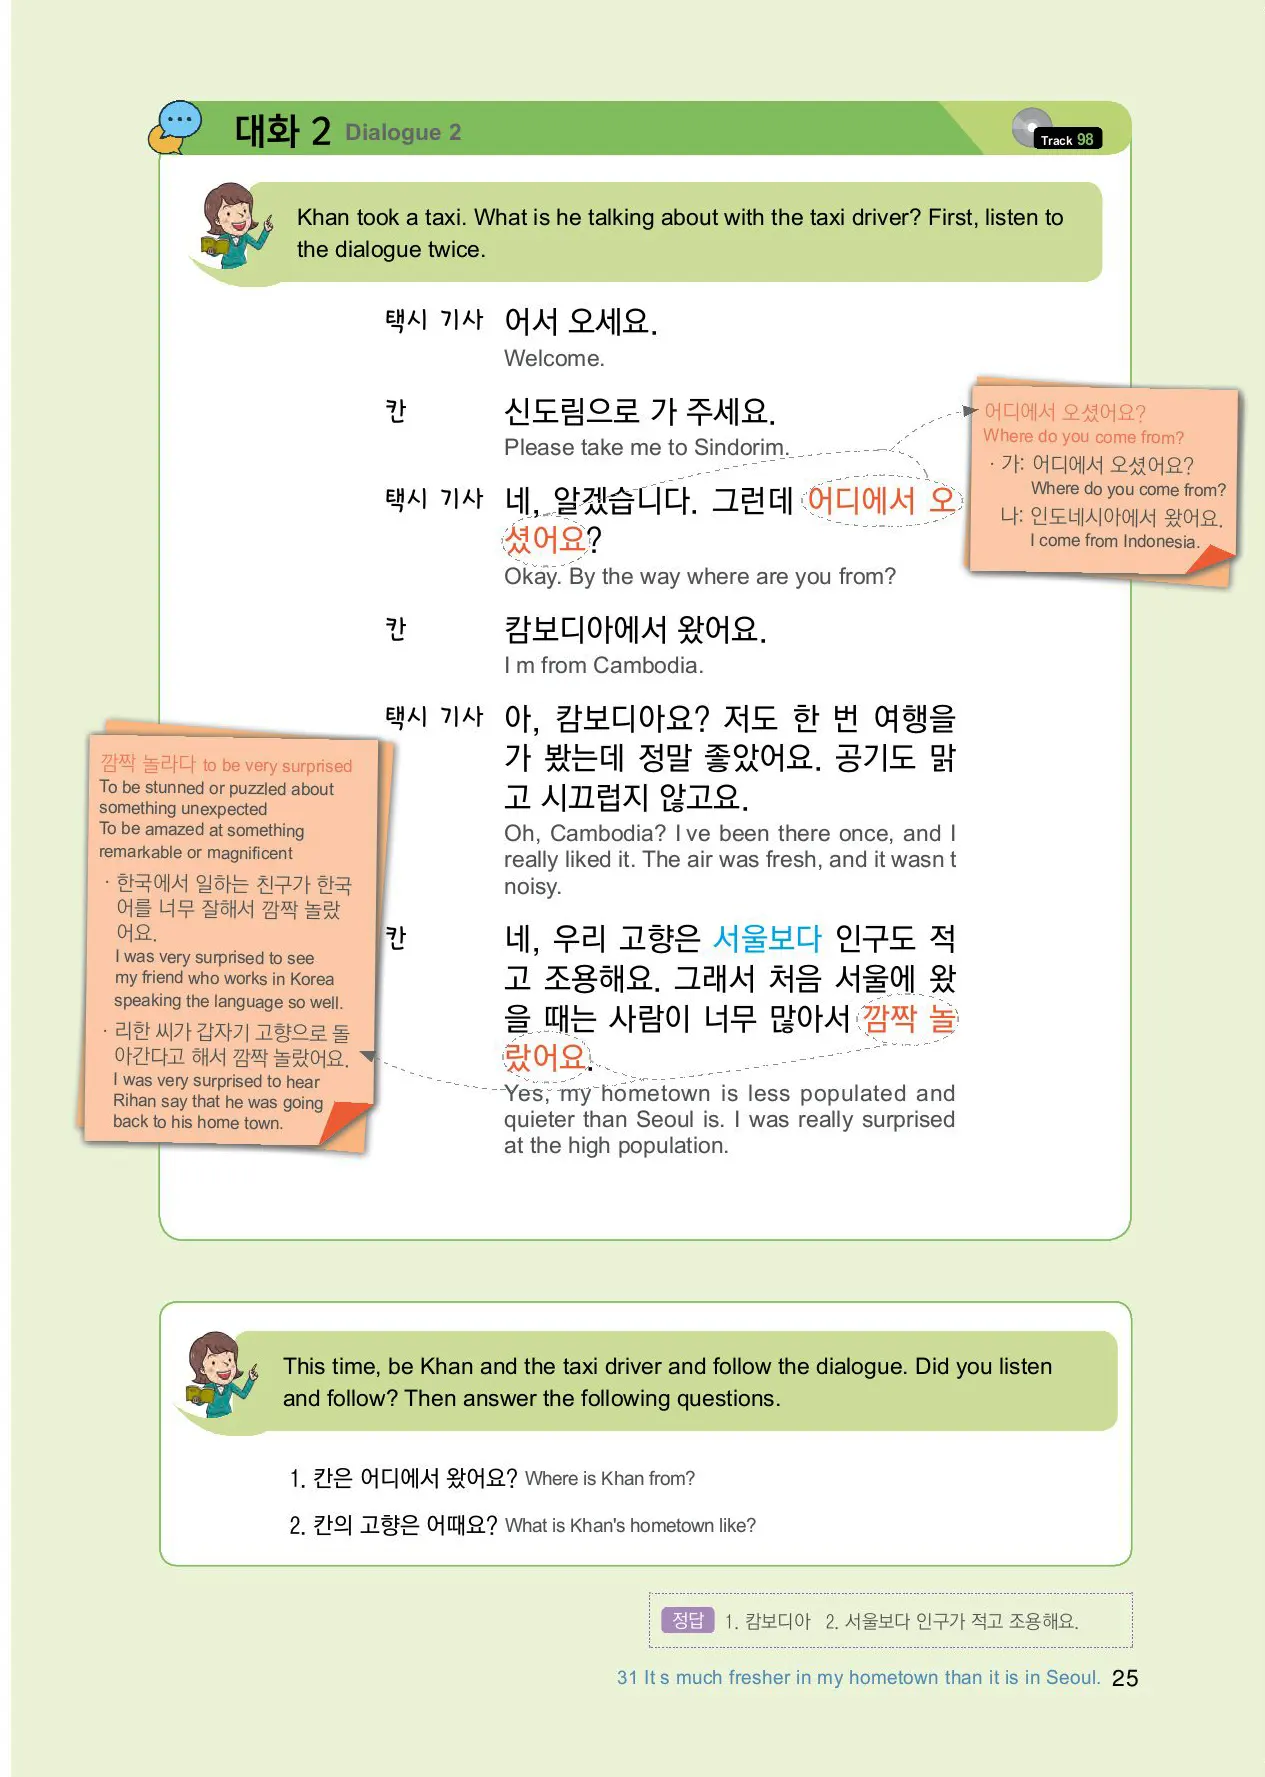 대화 2 Dialogue 2
Track 98
Khan took a taxi. What is he talking about with the taxi driver? First, listen to
the dialogue twice.
택시 기사 어서 오세요.
Welcome.
칸 신도림으로 가 주세요.
Please take me to Sindorim.
택시 기사 네, 알겠습니다. 그런데 어디에서 오
셨어요?
Okay. By the way where are you from?
칸 캄보디아에서 왔어요.
I m from Cambodia.
택시 기사 아, 캄보디아요? 저도 한 번 여행을
가 봤는데 정말 좋았어요. 공기도 맑
고 시끄럽지 않고요.
Oh, Cambodia? I ve been there once, and I
really liked it. The air was fresh, and it wasn t
noisy.
칸 네, 우리 고향은 서울보다 인구도 적
고 조용해요. 그래서 처음 서울에 왔
을 때는 사람이 너무 많아서 깜짝 놀
랐어요.
Yes, my hometown is less populated and
quieter than Seoul is. I was really surprised
at the high population.
어디에서 오셨어요?
Where do you come from?
· 가: 어디에서 오셨어요?
Where do you come from?
나: 인도네시아에서 왔어요.
I come from Indonesia.
깜짝 놀라다 to be very surprised
To be stunned or puzzled about
something unexpected
To be amazed at something
remarkable or magnificent
· 한국에서 일하는 친구가 한국
어를 너무 잘해서 깜짝 놀랐
어요.
I was very surprised to see
my friend who works in Korea
speaking the language so well.
· 리한 씨가 갑자기 고향으로 돌
아간다고 해서 깜짝 놀랐어요.
I was very surprised to hear
Rihan say that he was going
back to his home town.
This time, be Khan and the taxi driver and follow the dialogue. Did you listen
and follow? Then answer the following questions.
1. 칸은 어디에서 왔어요? Where is Khan from?
2. 칸의 고향은 어때요? What is Khan's hometown like?
정답 1. 캄보디아 2. 서울보다 인구가 적고 조용해요.
31 It s much fresher in my hometown than it is in Seoul. 25